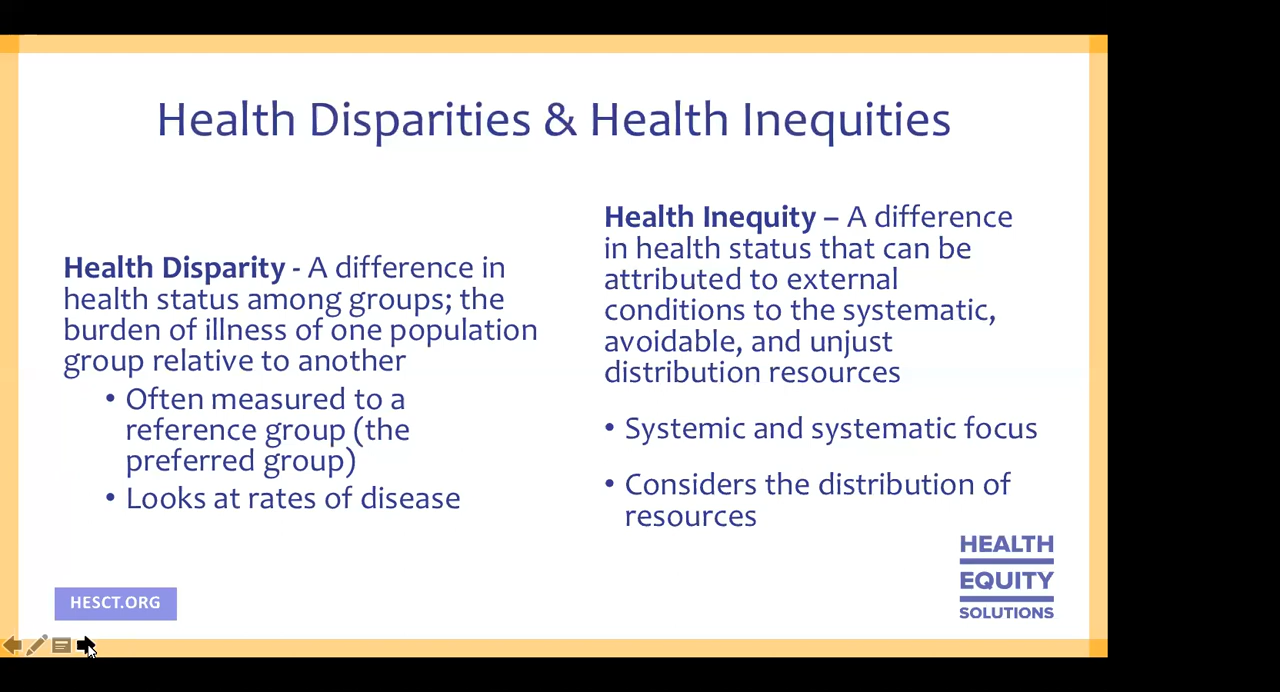 Health Disparities & Health Inequities
Health Disparity - A difference in
health status among groups; the
burden of illness of one population
group relative to another
• Often measured to a
reference group (the
preferred group)
• Looks at rates of disease
Health Inequity – A difference
in health status that can be
attributed to external
conditions to the systematic,
avoidable, and unjust
distribution resources
• Systemic and systematic focus
• Considers the distribution of
resources
HEALTH
EQUITY
SOLUTIONS
HESCT.ORG